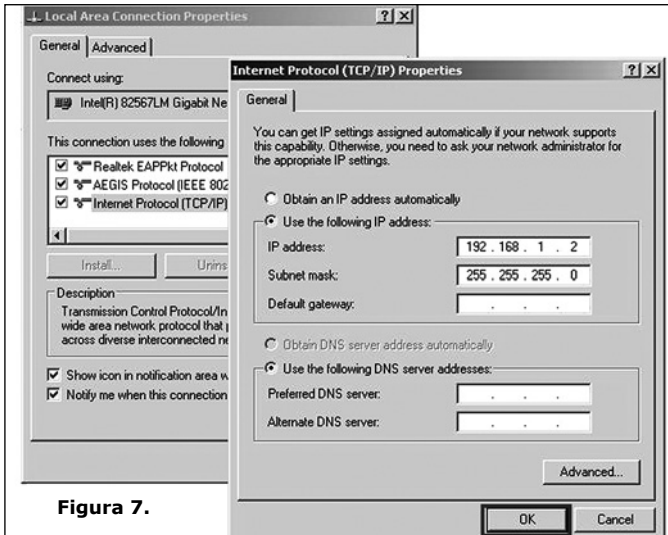 Local Area Connection Properties
General Advanced
Connect using:
Intel(R) 82567LM Gigabit Ne
This connection uses the following
Realtek EAPPkt Protocol
AEGIS Protocol (IEEE 802
Internet Protocol (TCP/IP)
Install... Unins
Description
Transmission Control Protocol/In
wide area network protocol that p
across diverse interconnected ne
Show icon in notification area w
Notify me when this connection
Internet Protocol (TCP/IP) Properties
General
You can get IP settings assigned automatically if your network supports
this capability. Otherwise, you need to ask your network administrator for
the appropriate IP settings.
Obtain an IP address automatically
Use the following IP address:
IP address: 192 . 168 . 1 . 2
Subnet mask: 255 . 255 . 255 . 0
Default gateway: . . .
Obtain DNS server address automatically
Use the following DNS server addresses:
Preferred DNS server: . . .
Alternate DNS server: . . .
Advanced...
OK Cancel
Figura 7.